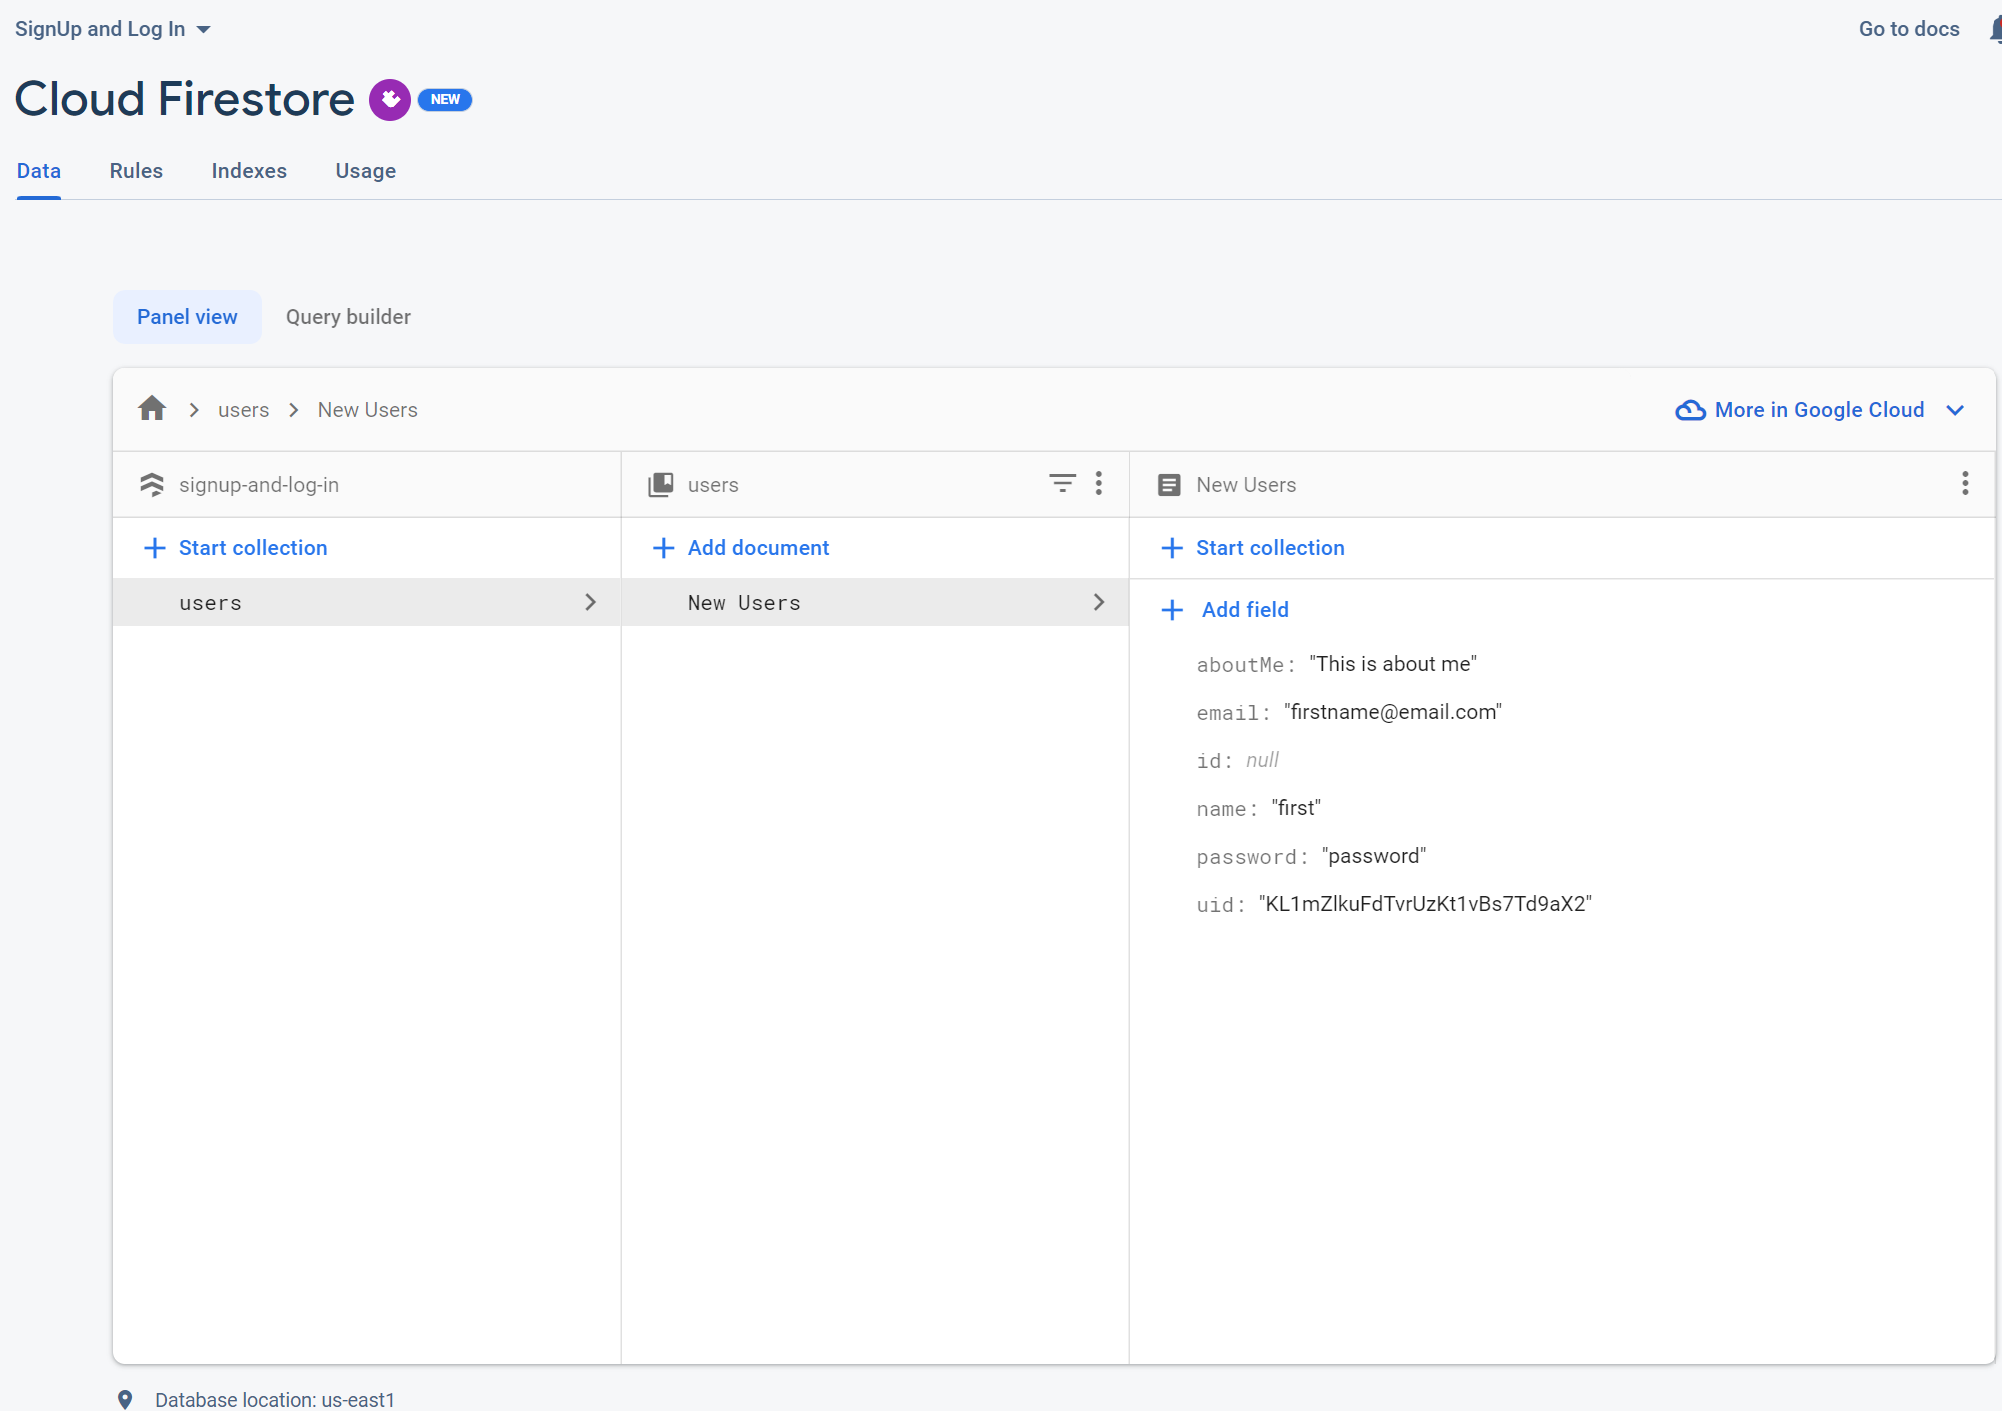 SignUp and Log In
Go to docs
Cloud Firestore NEW
Data Rules Indexes Usage
Panel view Query builder
users New Users
More in Google Cloud
signup-and-log-in
users
New Users
Start collection
Add document
Start collection
users
New Users
Add field
aboutMe: "This is about me"
email: "firstname@email.com"
id: null
name: "first"
password: "password"
uid: "KL1mZlkuFdTvrUzKt1vBs7Td9aX2"
Database location: us-east1